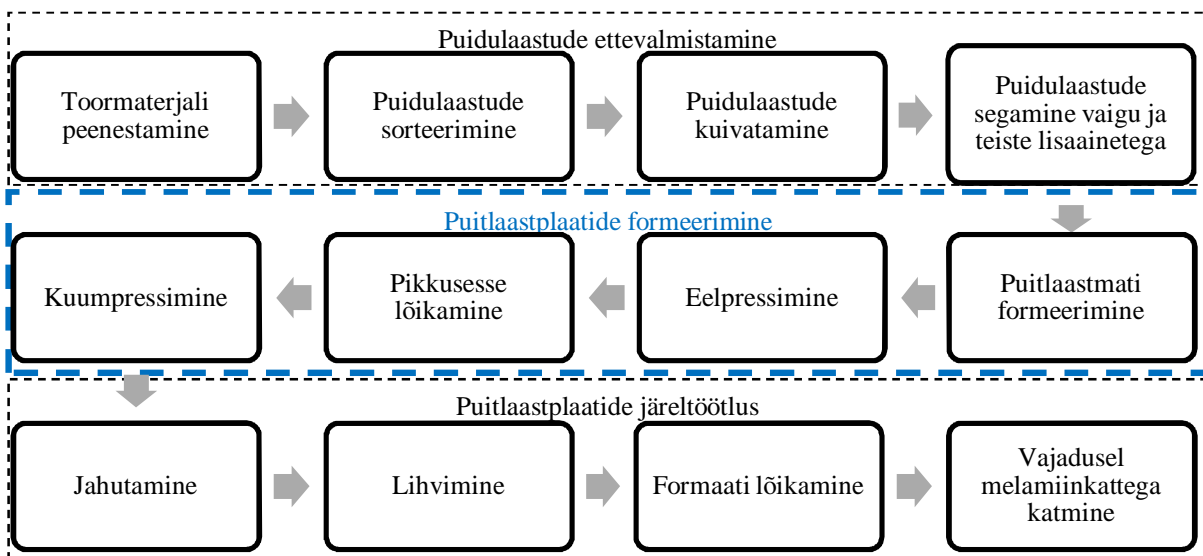 Puidulaastude ettevalmistamine
Toormaterjali
peenestamine
Puidulaastude
sorteerimine
Puidulaastude
kuivatamine
Puidulaastude
segamine vaigu ja
teiste lisaainetega
Puitlaastplaatide formeerimine
Kuumpressimine
Pikkusesse
lõikamine
Eelpressimine
Puitlaastmati
formeerimine
Puitlaastplaatide järeltöötlus
Jahutamine
Lihvimine
Formaati lõikamine
Vajadusel
melamiinkattega
katmine